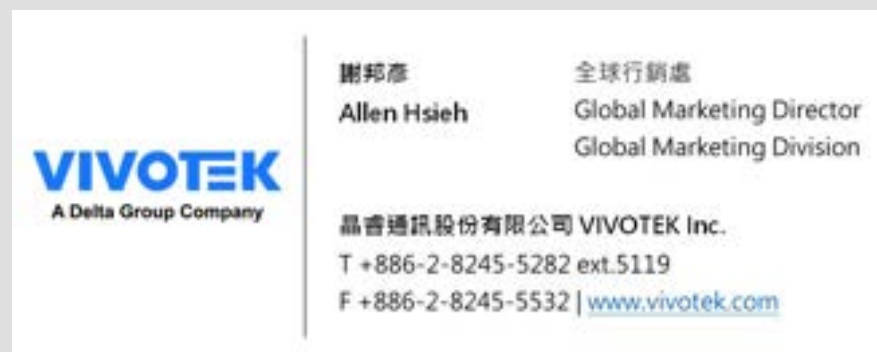 VIVOTEK
A Delta Group Company
謝邦彥 全球行銷處
Allen Hsieh Global Marketing Director
Global Marketing Division
晶睿通訊股份有限公司 VIVOTEK Inc.
T +886-2-8245-5282 ext.5119
F +886-2-8245-5532 | www.vivotek.com